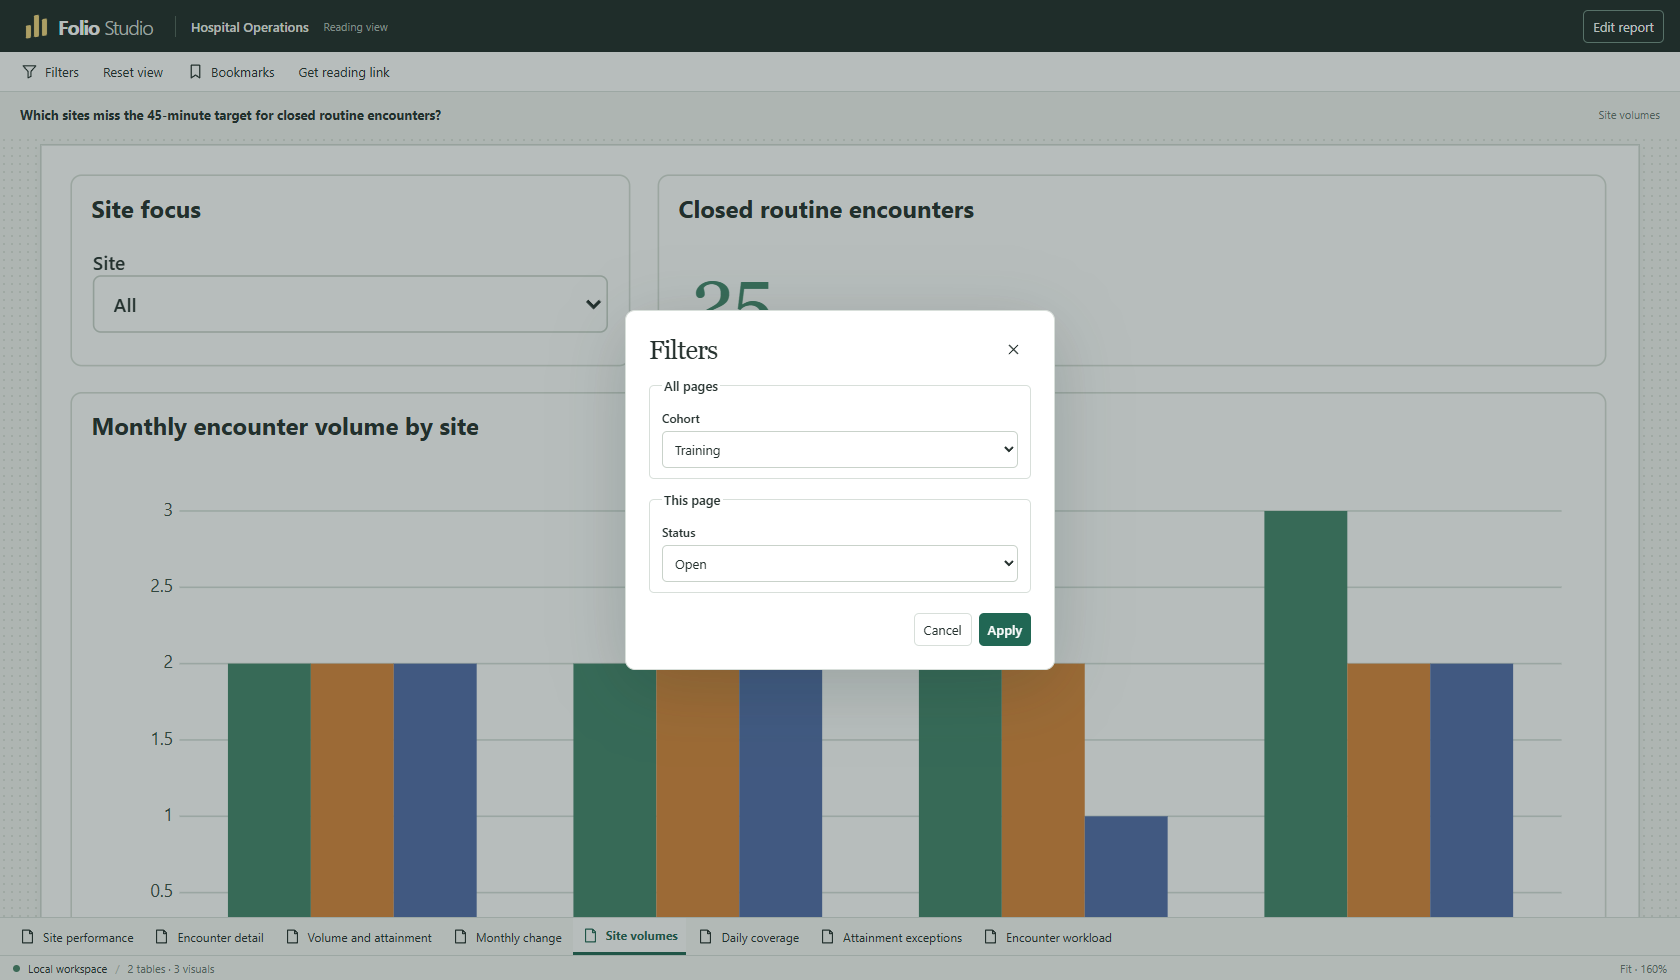 Folio Studio
Hospital Operations
Reading view
Edit report
Filters
Reset view
Bookmarks
Get reading link
Which sites miss the 45-minute target for closed routine encounters?
Site volumes
Site focus
Site
All
Closed routine encounters
25
Monthly encounter volume by site
3
2.5
2
1.5
1
0.5
Filters
All pages
Cohort
Training
This page
Status
Open
Cancel
Apply
Site performance
Encounter detail
Volume and attainment
Monthly change
Site volumes
Daily coverage
Attainment exceptions
Encounter workload
Local workspace / 2 tables · 3 visuals
Fit · 160%